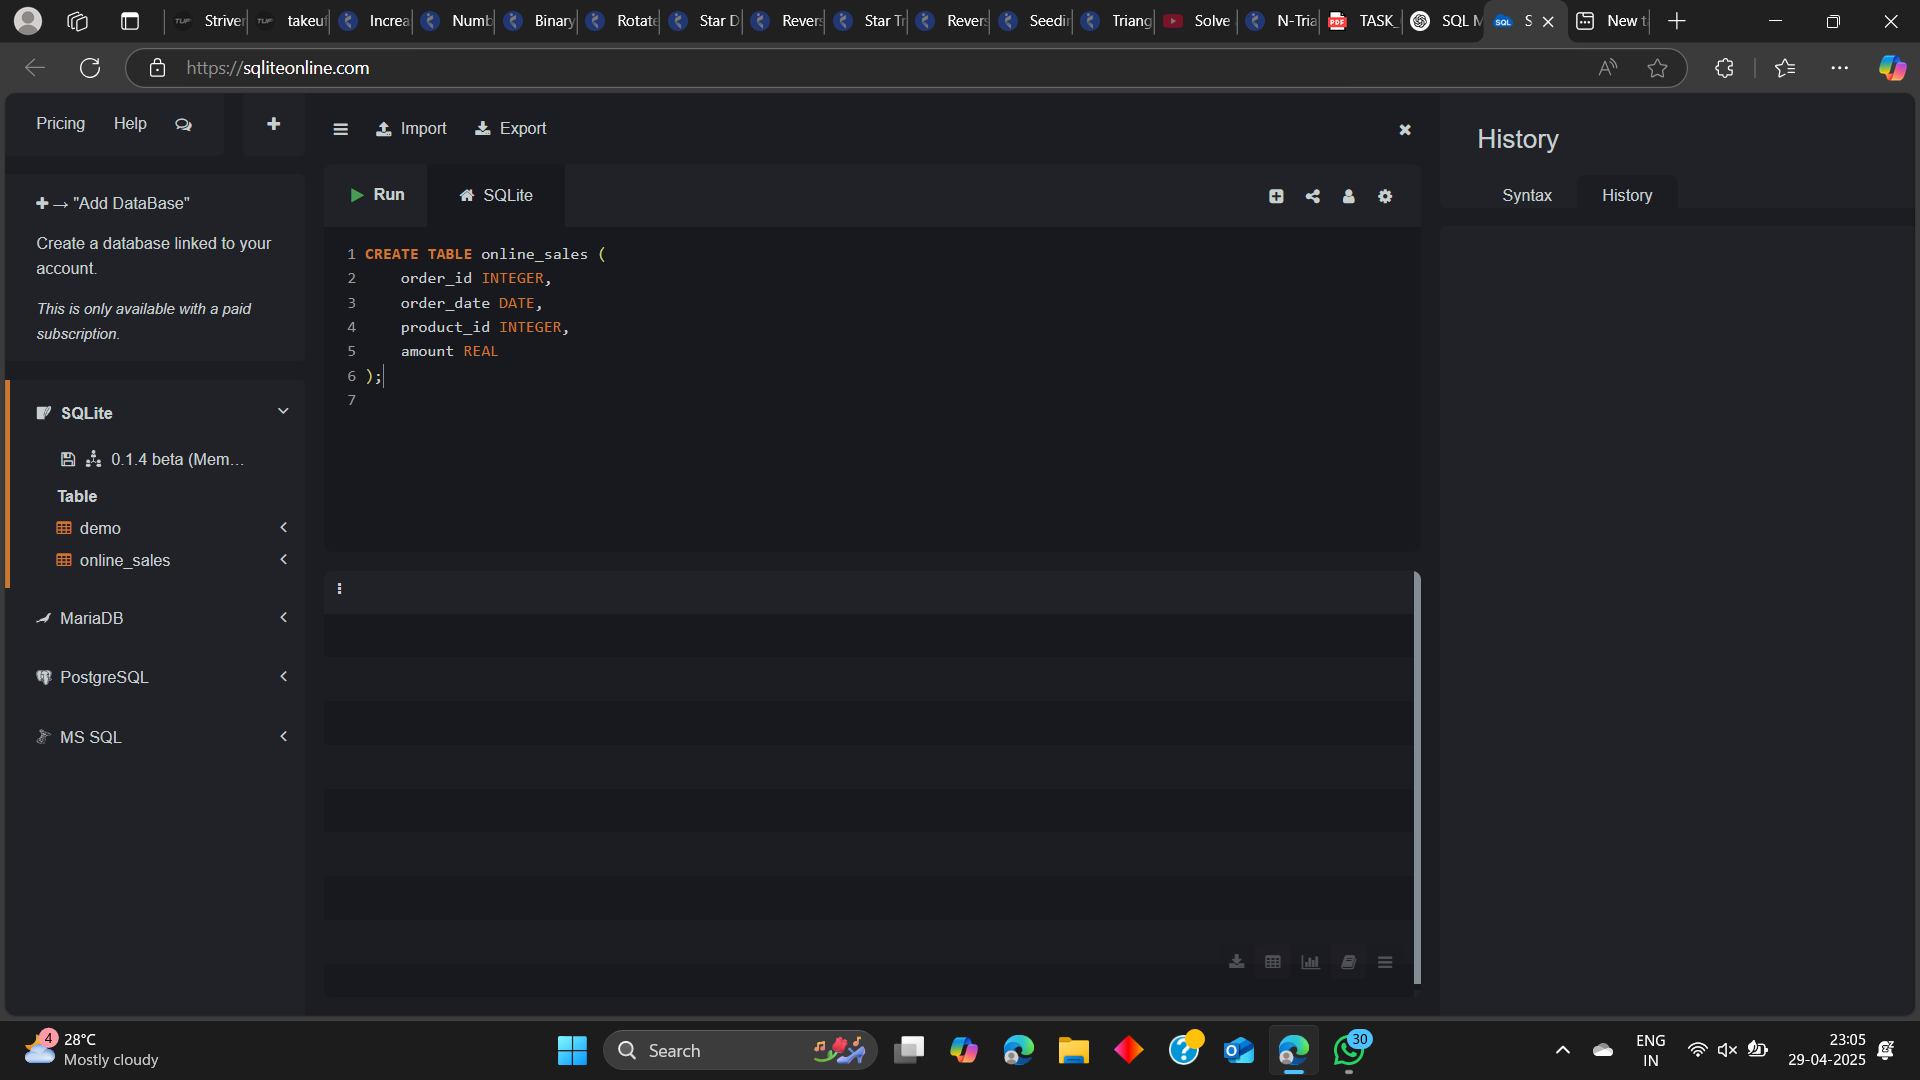 Striver
takeuf
Increa
Numb
Binary
Rotate
Star D
Revers
Star Tr
Revers
Seedir
Triang
Solve
N-Tria
TASK_
SQL M
S
New t
https://sqliteonline.com
Pricing
Help
Import
Export
History
"Add DataBase"
Create a database linked to your
account.
This is only available with a paid
subscription.
Run
SQLite
Syntax
History
1 CREATE TABLE online_sales (
2 order_id INTEGER,
3 order_date DATE,
4 product_id INTEGER,
5 amount REAL
6 );
7
SQLite
0.1.4 beta (Mem...
Table
demo
online_sales
MariaDB
PostgreSQL
MS SQL
4
28°C
Mostly cloudy
Search
30
ENG
IN
23:05
29-04-2025